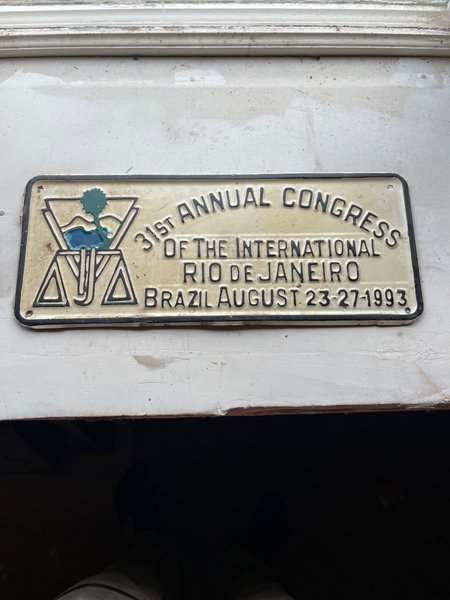 31ST ANNUAL CONGRESS
OF THE INTERNATIONAL
RIO DE JANEIRO
BRAZIL AUGUST 23-27-1993